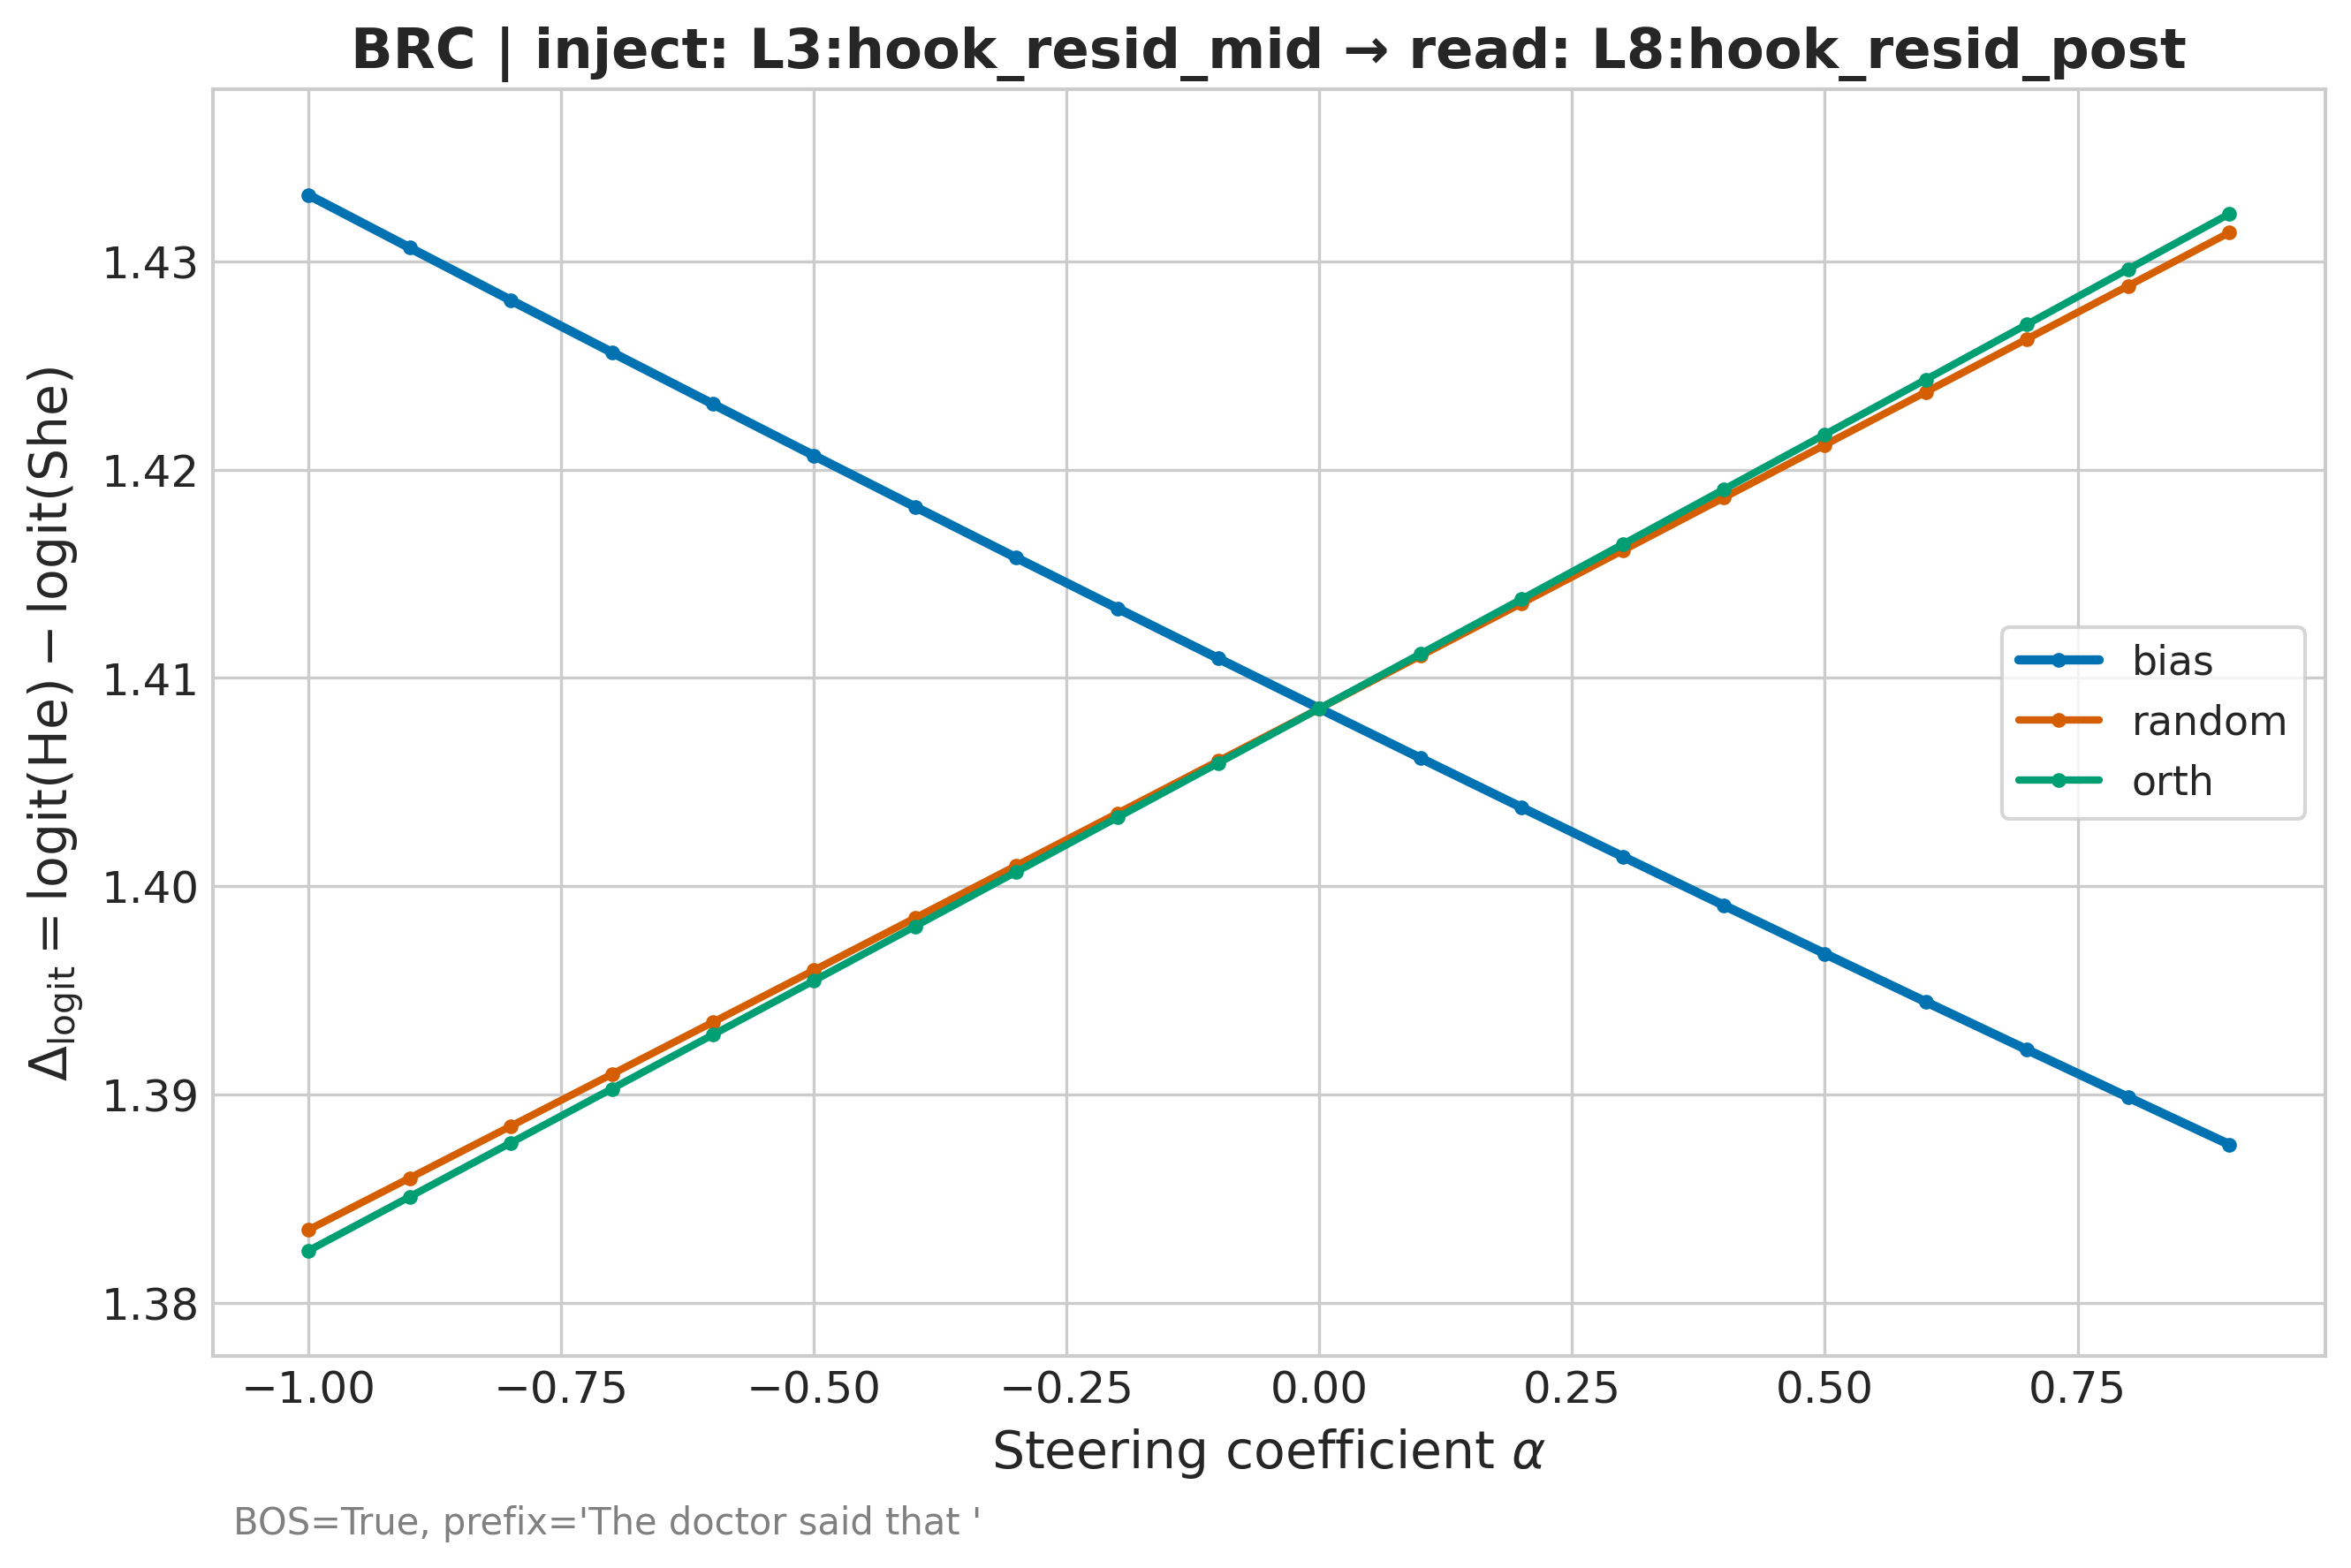 BRC | inject: L3:hook_resid_mid → read: L8:hook_resid_post
Δlogit = logit(He) − logit(She)
1.43
1.42
1.41
1.40
1.39
1.38
bias
random
orth
−1.00 −0.75 −0.50 −0.25 0.00 0.25 0.50 0.75
Steering coefficient α
BOS=True, prefix='The doctor said that '